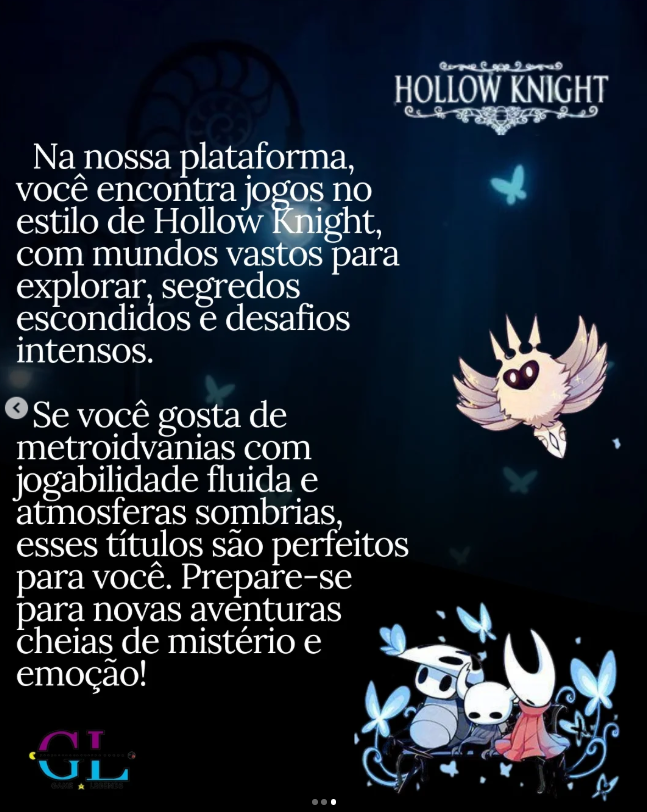 HOLLOW KNIGHT
Na nossa plataforma,
você encontra jogos no
estilo de Hollow Knight,
com mundos vastos para
explorar, segredos
escondidos e desafios
intensos.
Se você gosta de
metroidvanias com
jogabilidade fluida e
atmosferas sombrias,
esses títulos são perfeitos
para você. Prepare-se
para novas aventuras
cheias de mistério e
emoção!
GL